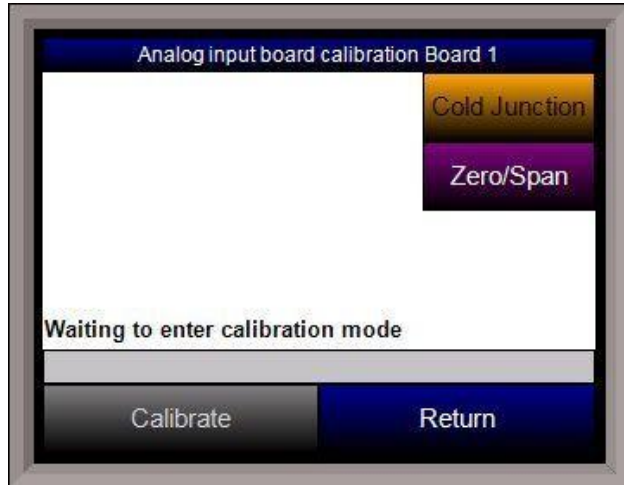 Analog input board calibration Board 1
Cold Junction
Zero/Span
Waiting to enter calibration mode
Calibrate
Return